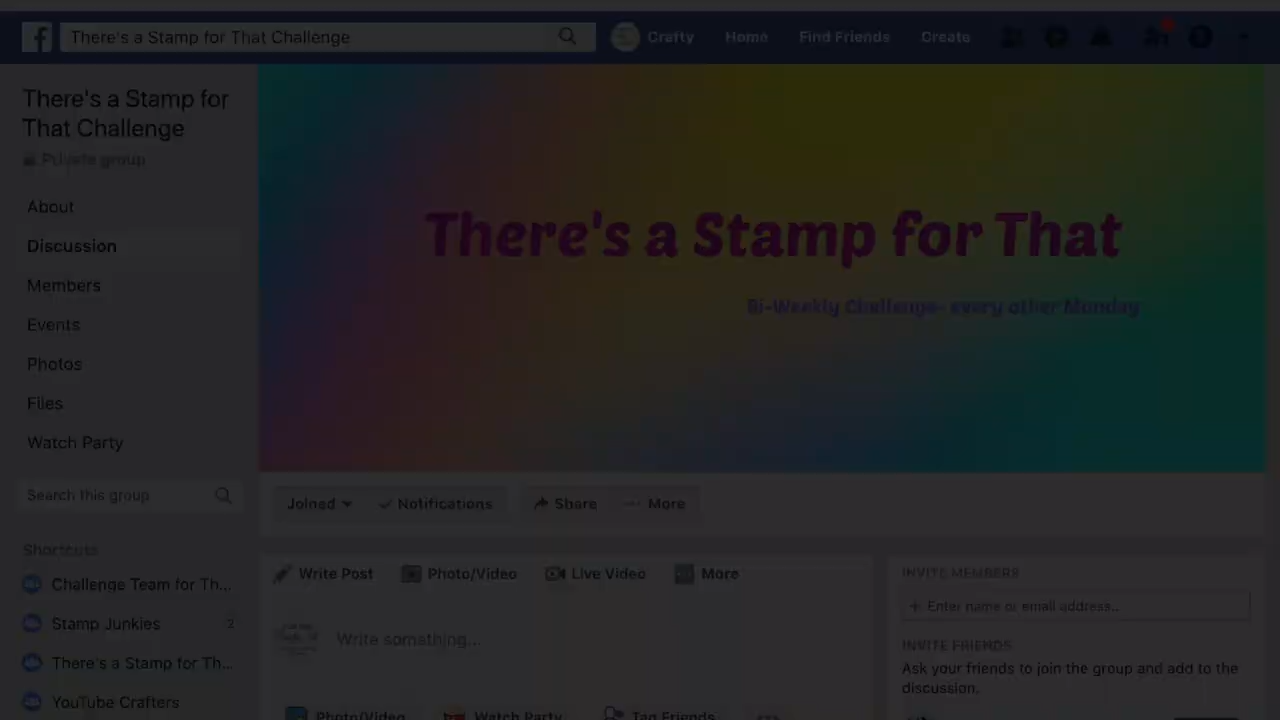 There's a Stamp for That Challenge
Crafty
Home
Find Friends
Create
There's a Stamp for
That Challenge
Private group
About
Discussion
Members
Events
Photos
Files
Watch Party
Search this group
Shortcuts
Challenge Team for Th...
Stamp Junkies 2
There's a Stamp for Th...
YouTube Crafters
There's a Stamp for That
Bi-Weekly Challenge- every other Monday
Joined
Notifications
Share
More
Write Post
Photo/Video
Live Video
More
Write something...
Photo/Video
Watch Party
Tag Friends
INVITE MEMBERS
+ Enter name or email address...
INVITE FRIENDS
Ask your friends to join the group and add to the
discussion.